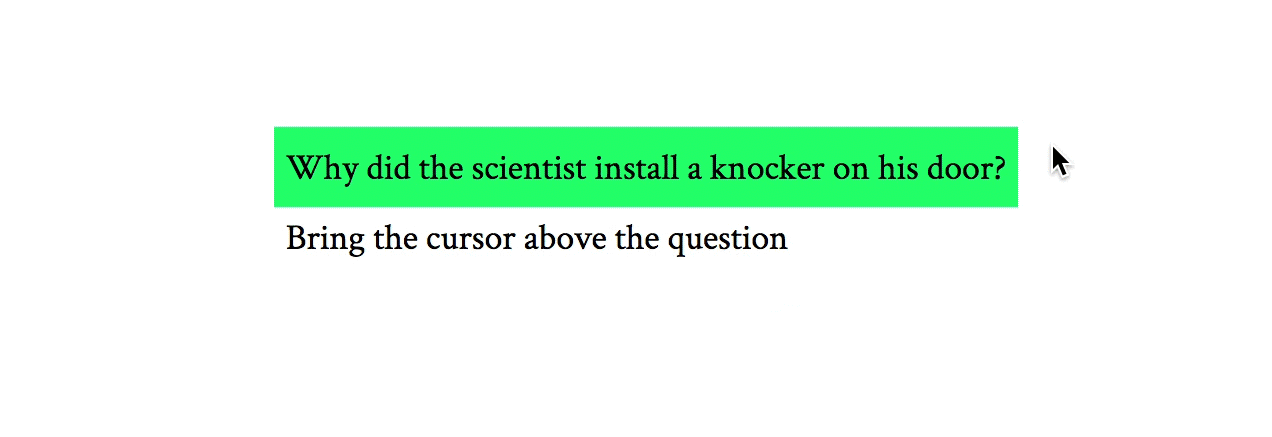 Why did the scientist install a knocker on his door?
Bring the cursor above the question